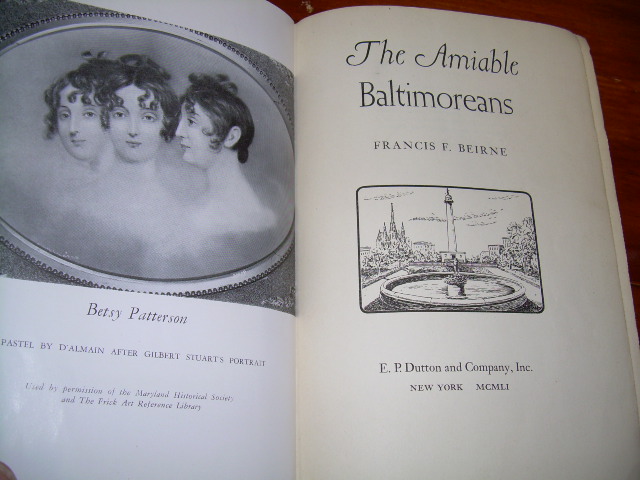 Betsy Patterson
PASTEL BY D'ALMAIN AFTER GILBERT STUART'S PORTRAIT
Used by permission of the Maryland Historical Society
and The Frick Art Reference Library
The Amiable
Baltimoreans
FRANCIS F. BEIRNE
E. P. Dutton and Company, Inc.
NEW YORK MCMLI